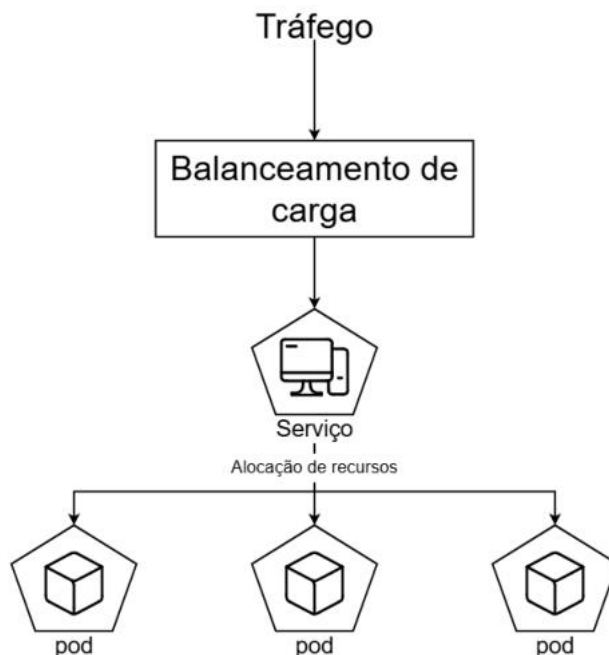 Tráfego
Balanceamento de
carga
Serviço
Alocação de recursos
pod
pod
pod